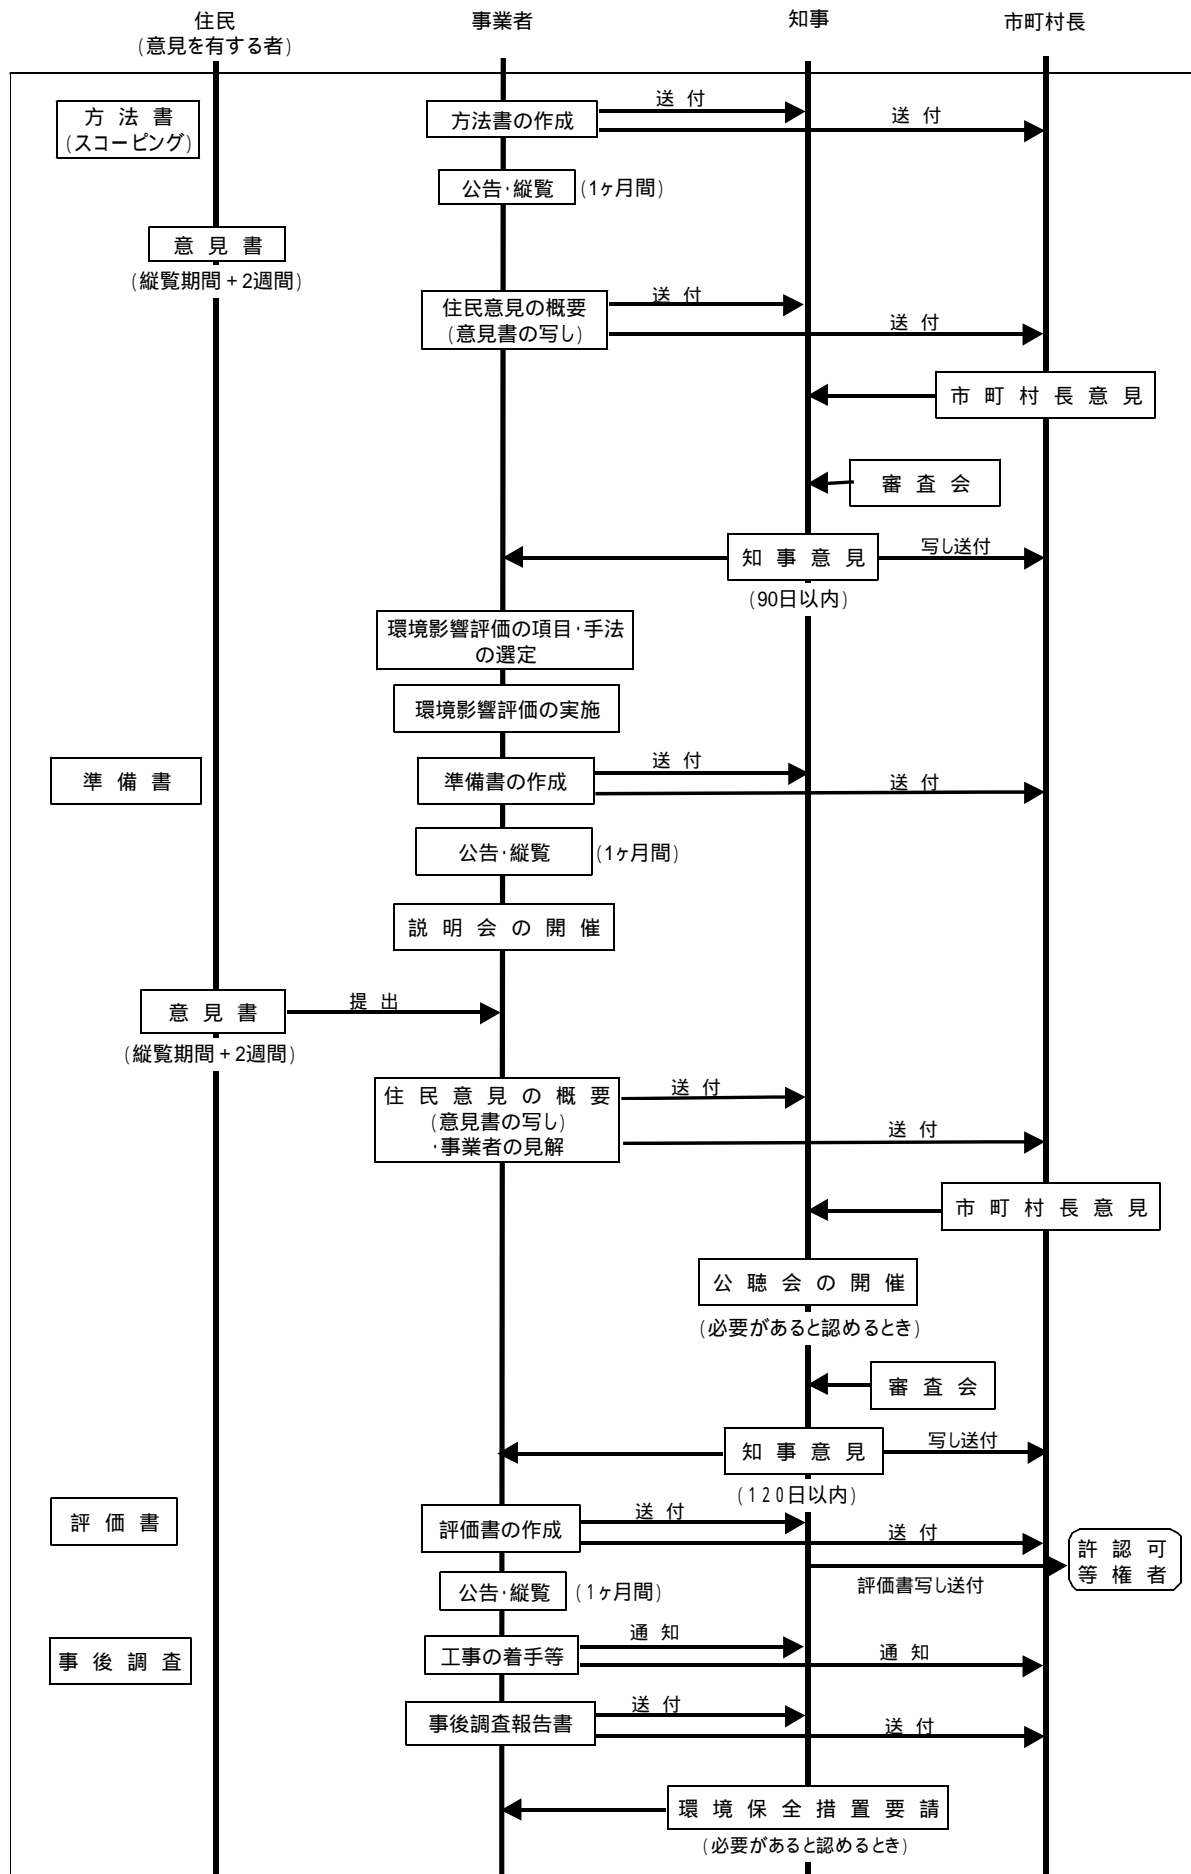 住民
(意見を有する者)
事業者
知事
市町村長
方 法 書
(スコーピング)
方法書の作成
送 付
送 付
公告・縦覧
(1ヶ月間)
意 見 書
(縦覧期間+2週間)
住民意見の概要
(意見書の写し)
送 付
送 付
市 町 村 長 意 見
審 査 会
知 事 意 見
写し送付
(90日以内)
環境影響評価の項目・手法
の選定
環境影響評価の実施
準 備 書
準備書の作成
送 付
送 付
公告・縦覧
(1ヶ月間)
説 明 会 の 開 催
意 見 書
提 出
(縦覧期間+2週間)
住 民 意 見 の 概 要
(意見書の写し)
・事業者の見解
送 付
送 付
市 町 村 長 意 見
公 聴 会 の 開 催
(必要があると認めるとき)
審 査 会
知 事 意 見
写し送付
(120日以内)
評 価 書
評価書の作成
送 付
送 付
許 認 可
等 権 者
評価書写し送付
公告・縦覧
(1ヶ月間)
事 後 調 査
工事の着手等
通 知
通 知
事後調査報告書
送 付
送 付
環 境 保 全 措 置 要 請
(必要があると認めるとき)